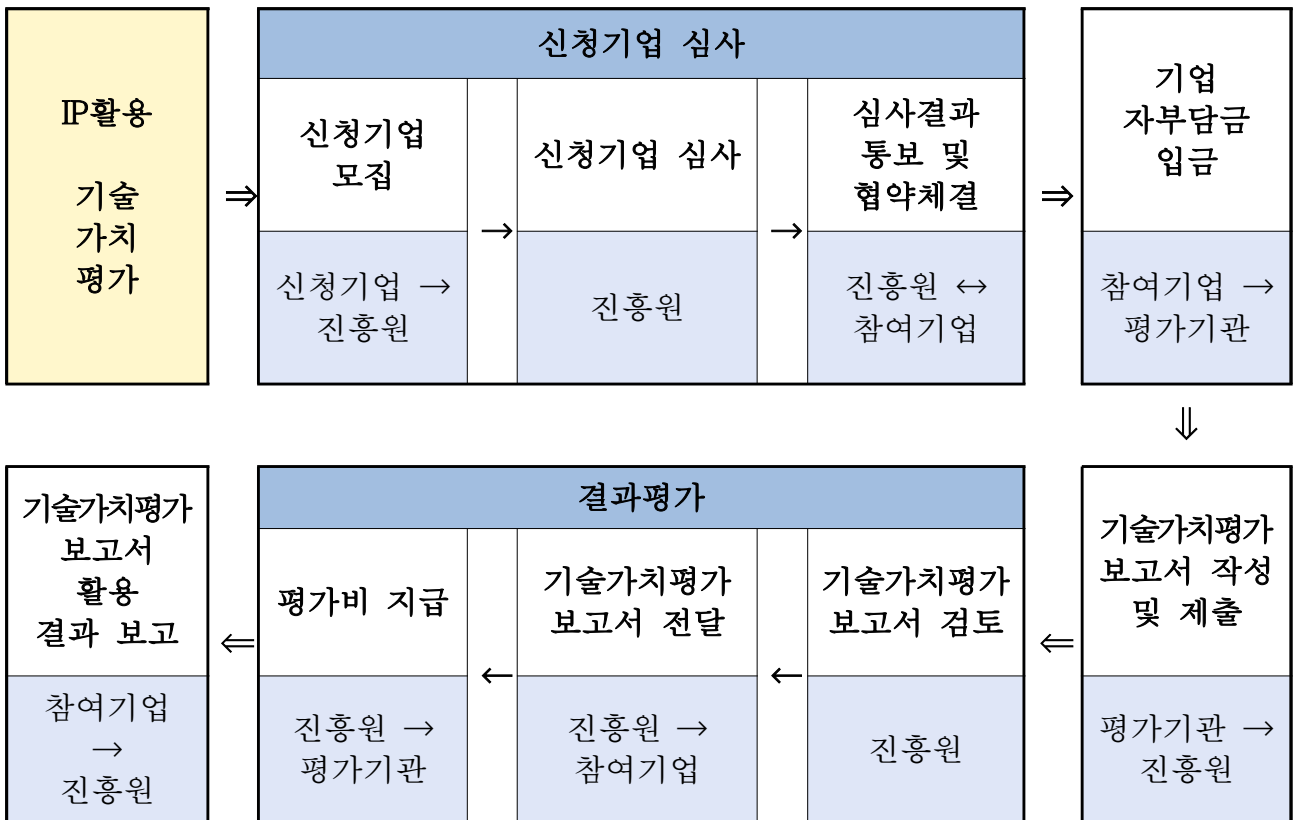 IP활용
기술
가치
평가
⇒
신청기업 심사
신청기업
모집
신청기업 →
진흥원
→
신청기업 심사
진흥원
→
심사결과
통보 및
협약체결
진흥원 ↔
참여기업
⇒
기업
자부담금
입금
참여기업 →
평가기관
⇓
기술가치평가
보고서 작성
및 제출
평가기관 →
진흥원
⇐
결과평가
기술가치평가
보고서 검토
진흥원
←
기술가치평가
보고서 전달
진흥원 →
참여기업
←
평가비 지급
진흥원 →
평가기관
⇐
기술가치평가
보고서
활용
결과 보고
참여기업
→
진흥원